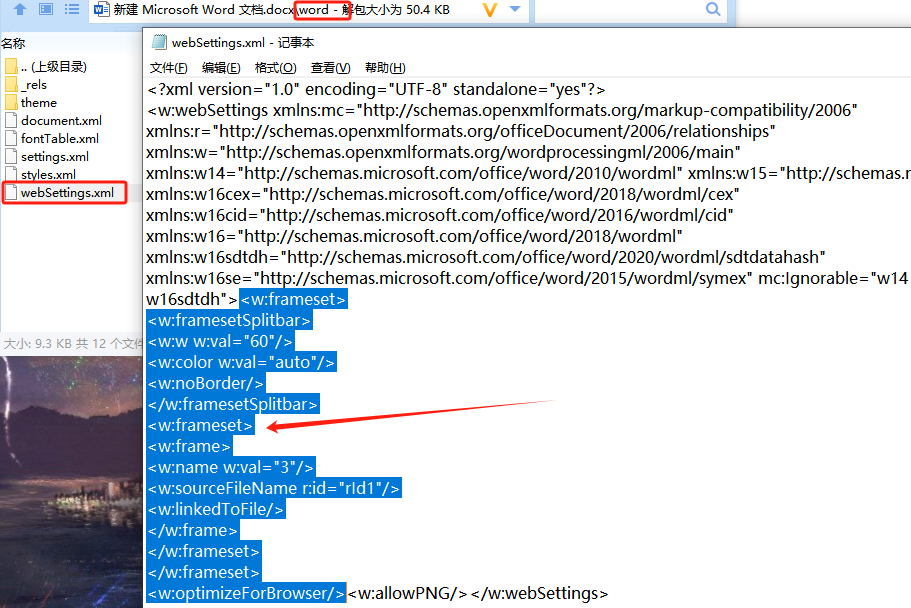 新建 Microsoft Word 文档.docx\word - 解包大小为 50.4 KB
名称
.. (上级目录)
_rels
theme
document.xml
fontTable.xml
settings.xml
styles.xml
webSettings.xml
大小: 9.3 KB 共 12 个文件
webSettings.xml - 记事本
文件(F) 编辑(E) 格式(O) 查看(V) 帮助(H)
<?xml version="1.0" encoding="UTF-8" standalone="yes"?>
<w:webSettings xmlns:mc="http://schemas.openxmlformats.org/markup-compatibility/2006"
xmlns:r="http://schemas.openxmlformats.org/officeDocument/2006/relationships"
xmlns:w="http://schemas.openxmlformats.org/wordprocessingml/2006/main"
xmlns:w14="http://schemas.microsoft.com/office/word/2010/wordml" xmlns:w15="http://schemas.m
xmlns:w16cex="http://schemas.microsoft.com/office/word/2018/wordml/cex"
xmlns:w16cid="http://schemas.microsoft.com/office/word/2016/wordml/cid"
xmlns:w16="http://schemas.microsoft.com/office/word/2018/wordml"
xmlns:w16sdtdh="http://schemas.microsoft.com/office/word/2020/wordml/sdtdatahash"
xmlns:w16se="http://schemas.microsoft.com/office/word/2015/wordml/symex" mc:Ignorable="w14
w16sdtdh"><w:frameset>
<w:framesetSplitbar>
<w:w w:val="60"/>
<w:color w:val="auto"/>
<w:noBorder/>
</w:framesetSplitbar>
<w:frameset>
<w:frame>
<w:name w:val="3"/>
<w:sourceFileName r:id="rId1"/>
<w:linkedToFile/>
</w:frame>
</w:frameset>
</w:frameset>
<w:optimizeForBrowser/><w:allowPNG/></w:webSettings>